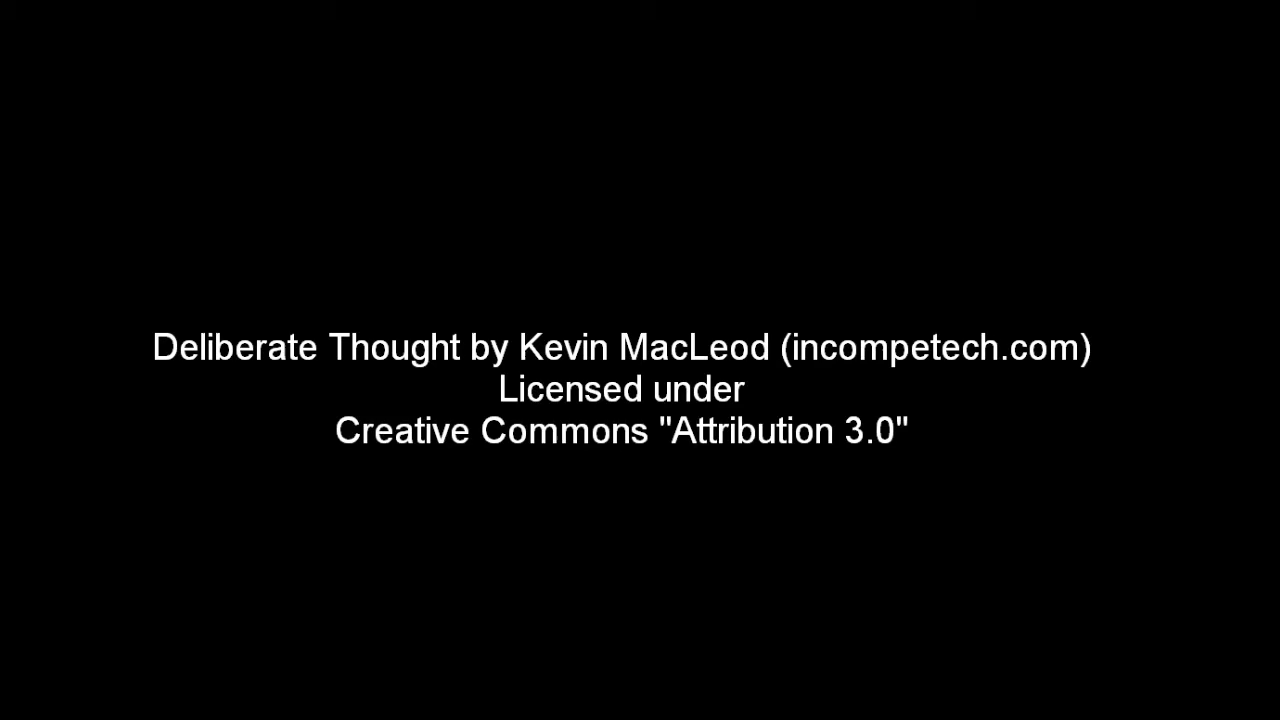 Deliberate Thought by Kevin MacLeod (incompetech.com)
Licensed under
Creative Commons "Attribution 3.0"